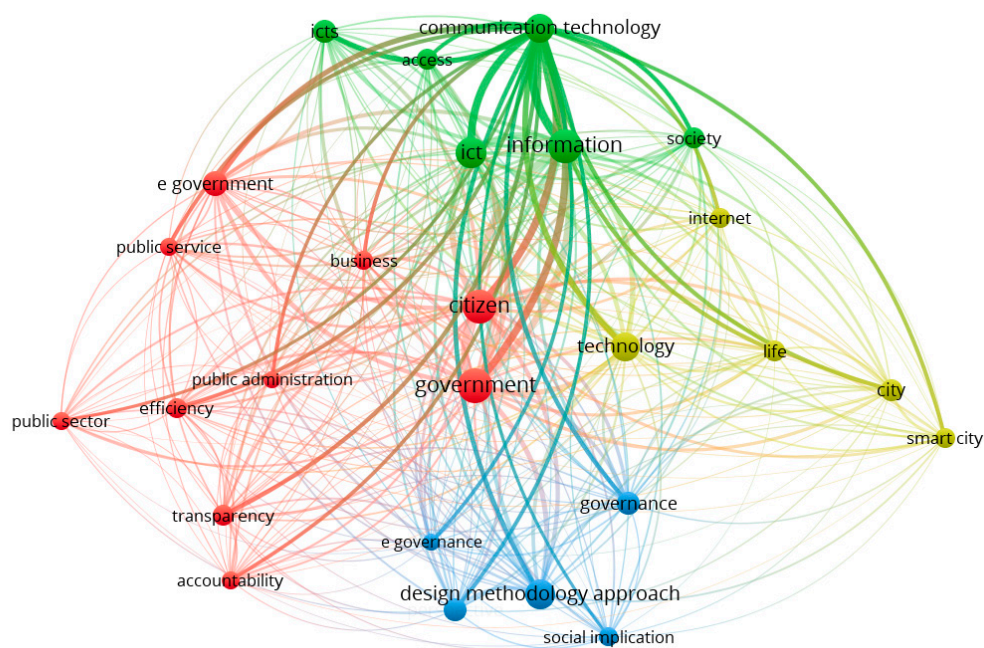 icts
communication technology
access
ict
information
society
e government
internet
public service
business
citizen
technology
life
public administration
government
city
efficiency
public sector
smart city
governance
transparency
e governance
accountability
design methodology approach
social implication